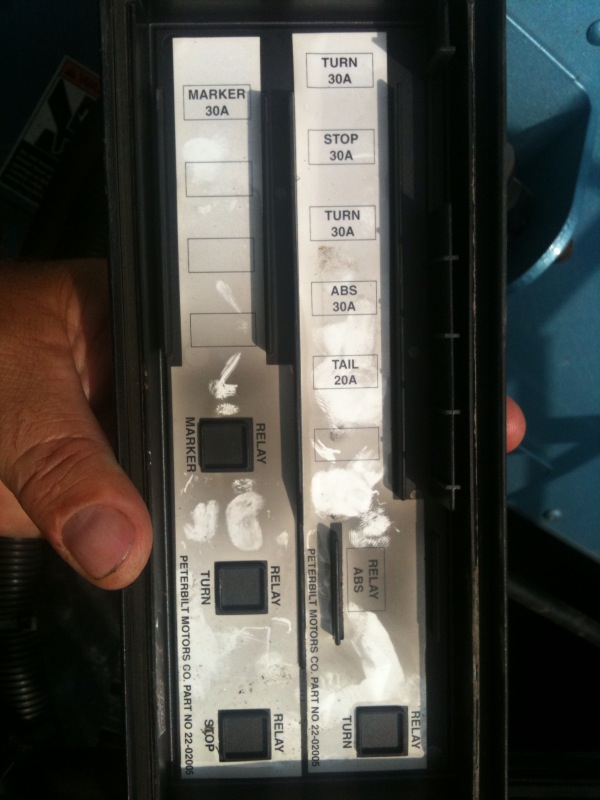 MARKER
30A
RELAY
MARKER
RELAY
TURN
RELAY
STOP
PETERBILT MOTORS CO. PART NO 22-02005
TURN
30A
STOP
30A
TURN
30A
ABS
30A
TAIL
20A
RELAY
ABS
RELAY
TURN
PETERBILT MOTORS CO. PART NO 22-02005